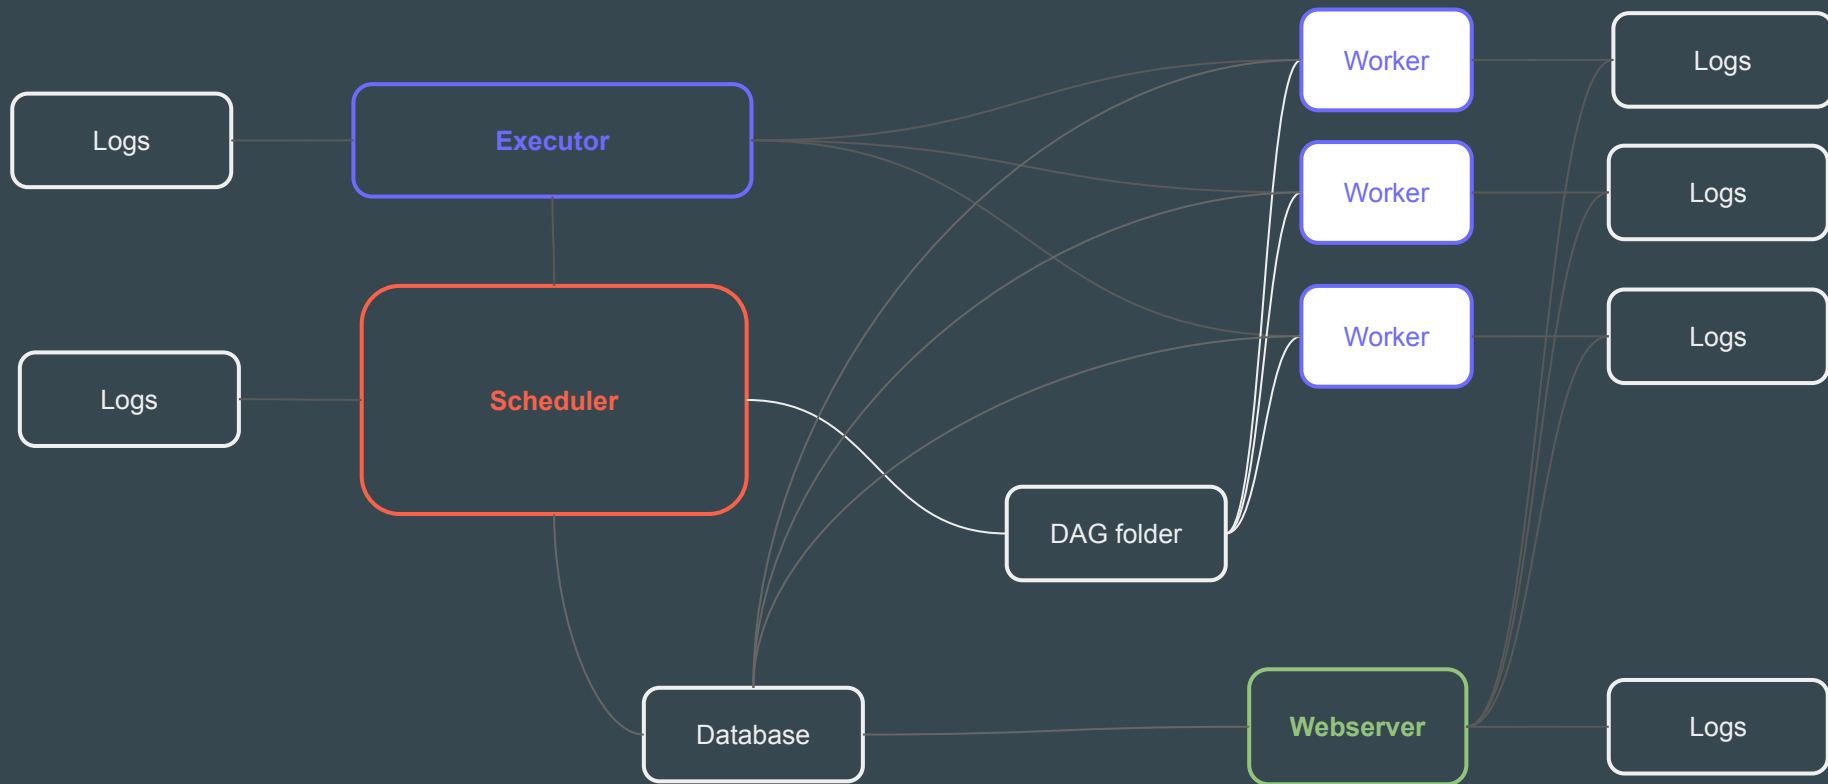 Worker
Logs
Logs
Executor
Worker
Logs
Worker
Logs
Logs
Scheduler
DAG folder
Database
Webserver
Logs